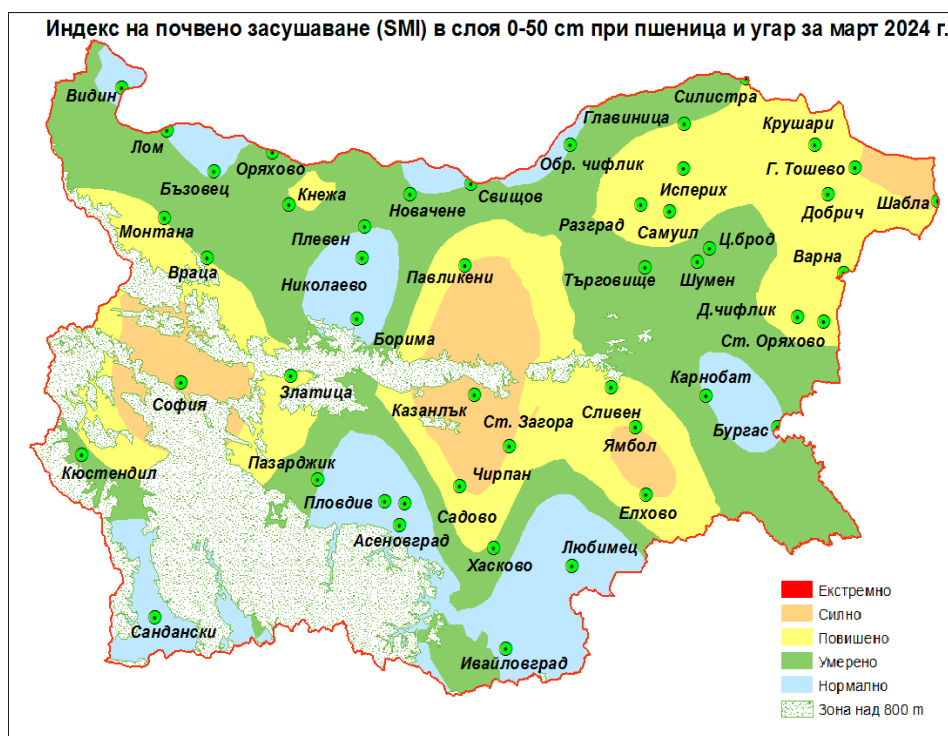 Индекс на почвено засушаване (SMI) в слоя 0-50 cm при пшеница и угар за март 2024 г.
Видин
Силистра
Главиница
Крушари
Лом
Оряхово
Обр. чифлик
Г. Тошево
Бъзовец
Кнежа
Новачене
Свищов
Исперих
Добрич
Шабла
Монтана
Плевен
Разград
Самуил
Ц.брод
Враца
Николаево
Павликени
Търговище
Шумен
Варна
Борима
Д.чифлик
Ст. Оряхово
София
Златица
Казанлък
Ст. Загора
Сливен
Карнобат
Ямбол
Бургас
Кюстендил
Пазарджик
Чирпан
Пловдив
Садово
Елхово
Асеновград
Хасково
Любимец
Сандански
Ивайловград
Екстремно
Силно
Повишено
Умерено
Нормално
Зона над 800 m